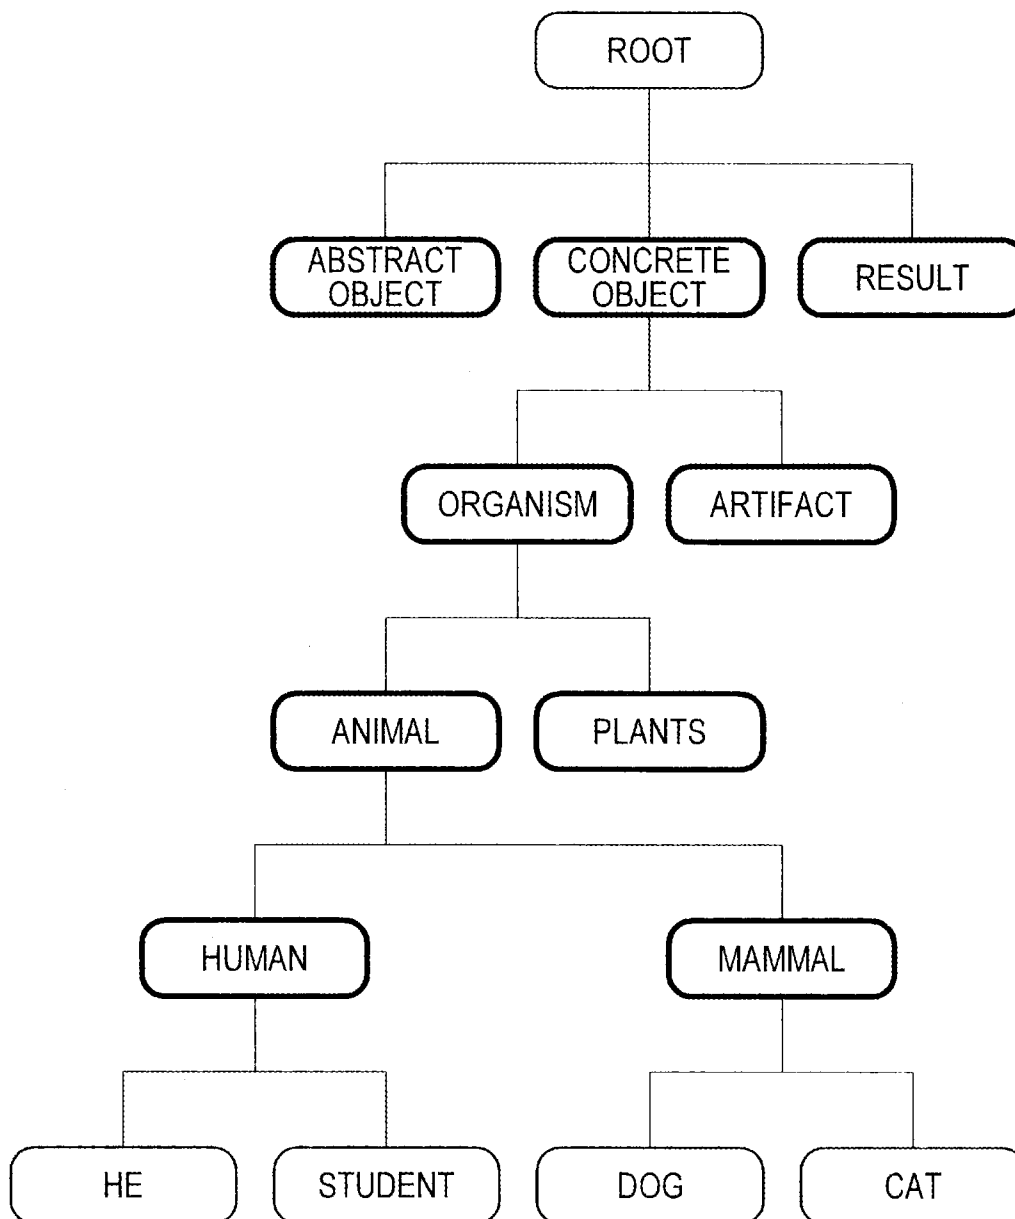 ROOT
ABSTRACT
OBJECT
CONCRETE
OBJECT
RESULT
ORGANISM
ARTIFACT
ANIMAL
PLANTS
HUMAN
MAMMAL
HE
STUDENT
DOG
CAT